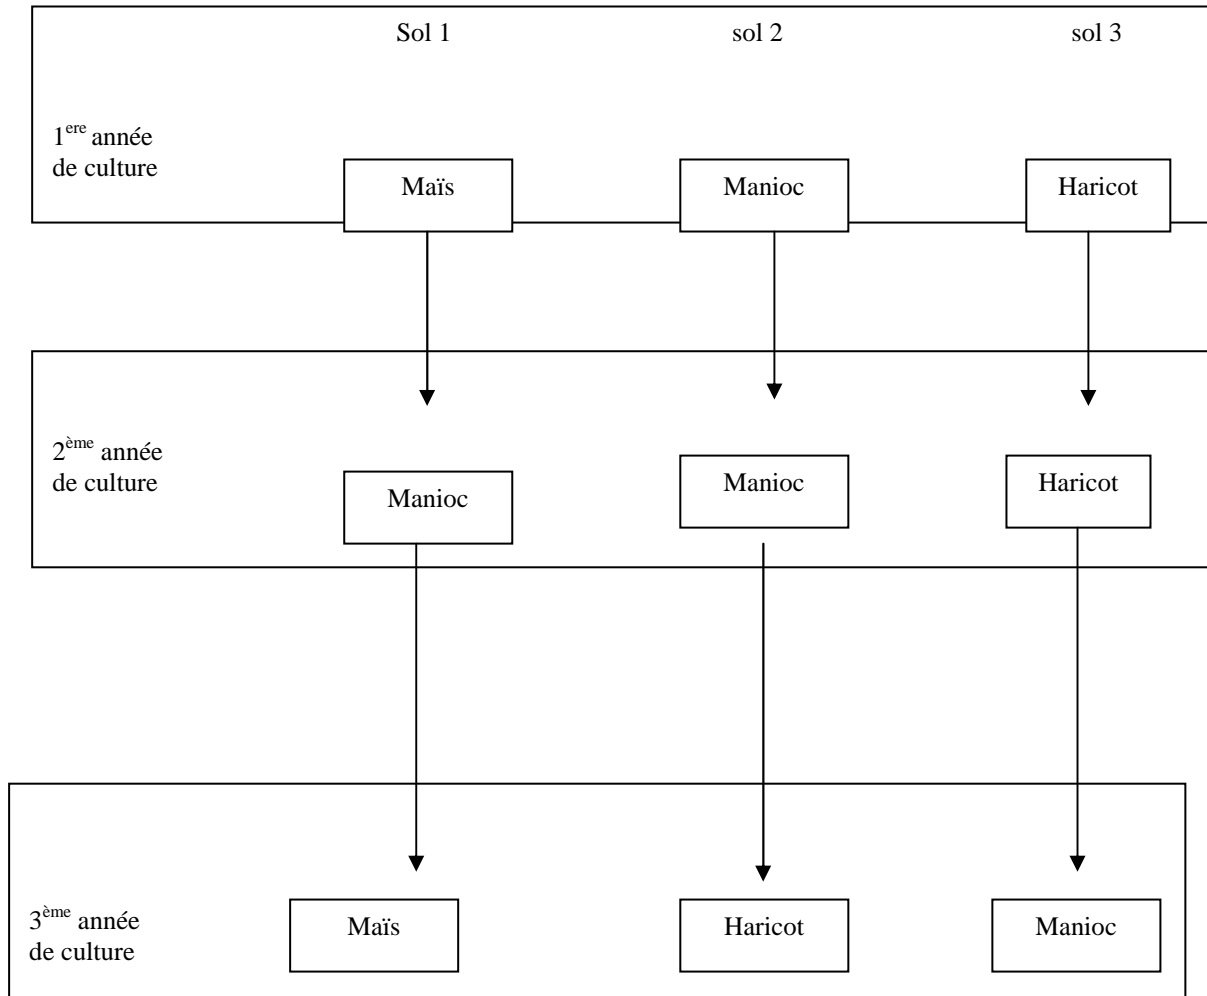 Sol 1 sol 2 sol 3
1ere année
de culture
Maïs Manioc Haricot
2ème année
de culture
Manioc Manioc Haricot
3ème année
de culture
Maïs Haricot Manioc